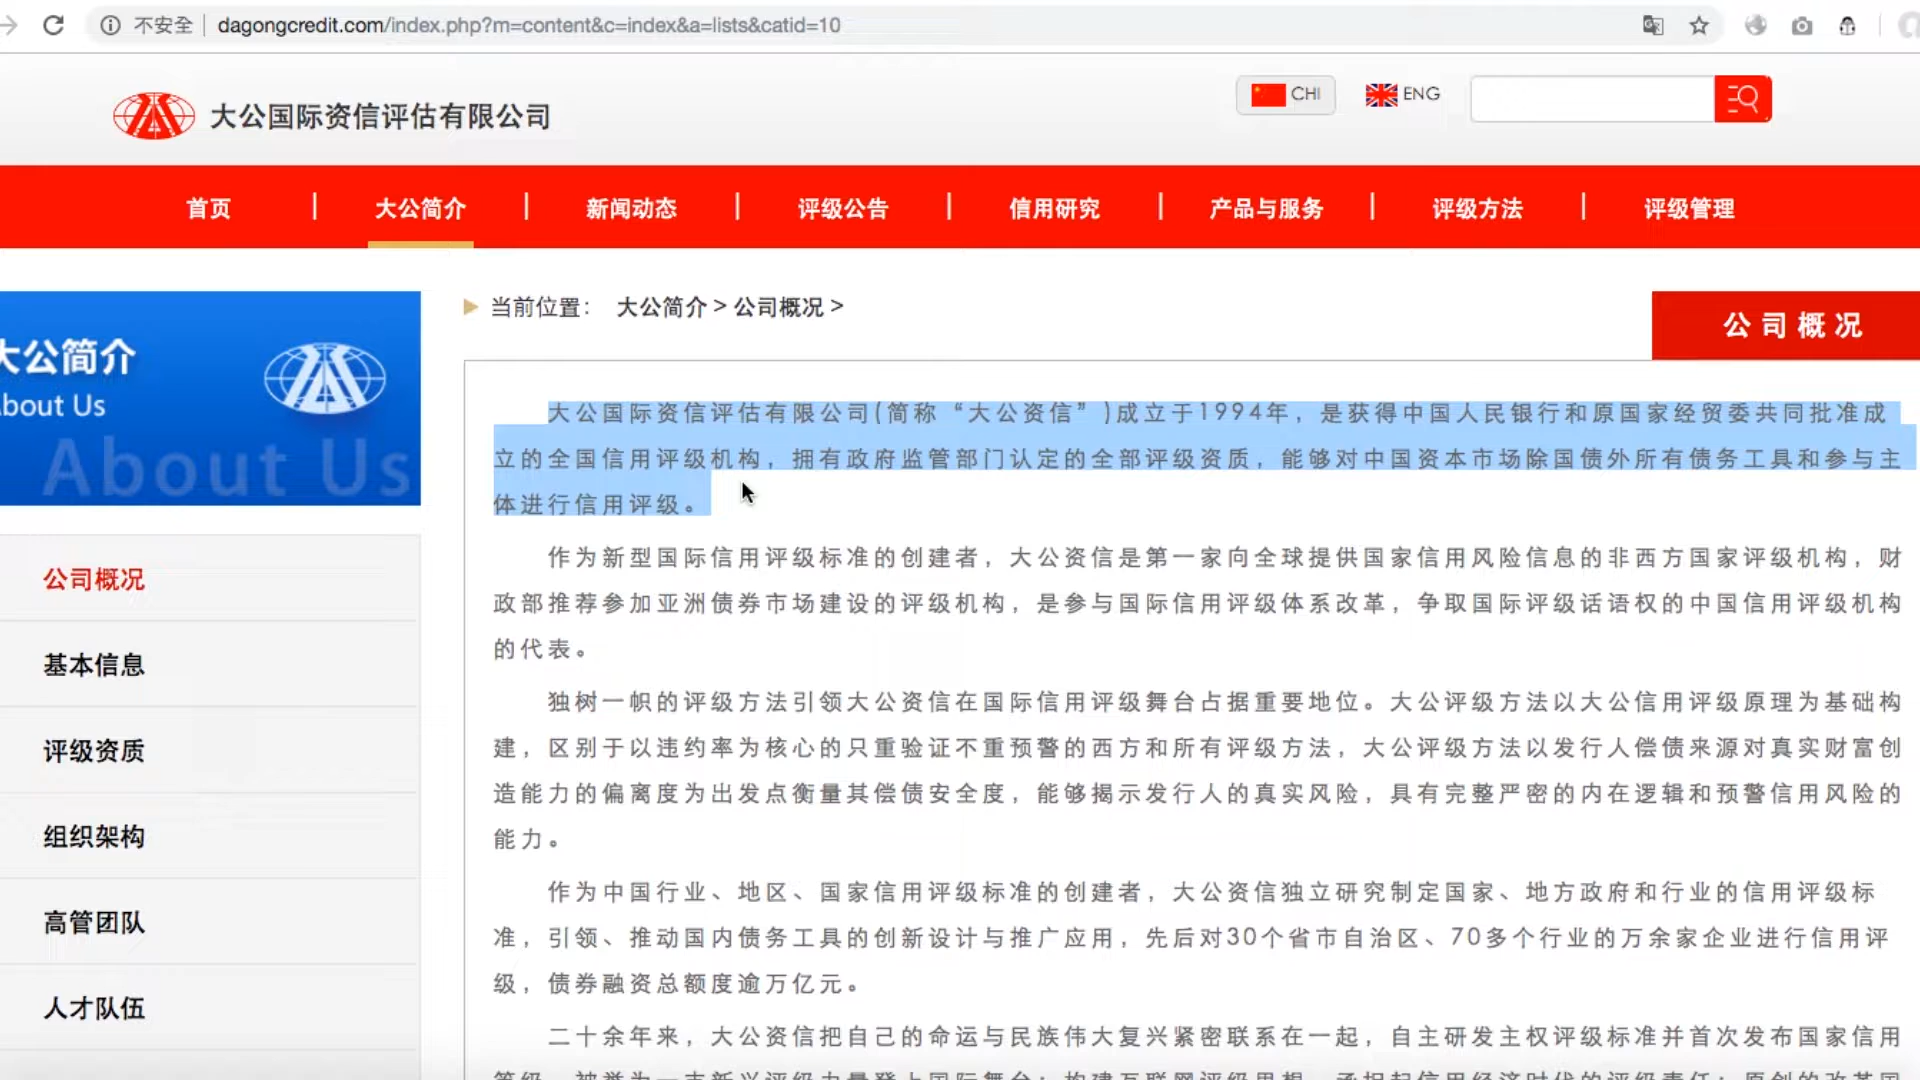 不安全 dagongcredit.com/index.php?m=content&c=index&a=lists&catid=10
大公国际资信评估有限公司
CHI
ENG
首页 | 大公简介 | 新闻动态 | 评级公告 | 信用研究 | 产品与服务 | 评级方法 | 评级管理
大公简介
bout Us
About Us
公司概况
基本信息
评级资质
组织架构
高管团队
人才队伍
当前位置： 大公简介 > 公司概况 >
公司概况
大公国际资信评估有限公司(简称“大公资信”)成立于1994年，是获得中国人民银行和原国家经贸委共同批准成
立的全国信用评级机构，拥有政府监管部门认定的全部评级资质，能够对中国资本市场除国债外所有债务工具和参与主
体进行信用评级。
作为新型国际信用评级标准的创建者，大公资信是第一家向全球提供国家信用风险信息的非西方国家评级机构，财
政部推荐参加亚洲债券市场建设的评级机构，是参与国际信用评级体系改革，争取国际评级话语权的中国信用评级机构
的代表。
独树一帜的评级方法引领大公资信在国际信用评级舞台占据重要地位。大公评级方法以大公信用评级原理为基础构
建，区别于以违约率为核心的只重验证不重预警的西方和所有评级方法，大公评级方法以发行人偿债来源对真实财富创
造能力的偏离度为出发点衡量其偿债安全度，能够揭示发行人的真实风险，具有完整严密的内在逻辑和预警信用风险的
能力。
作为中国行业、地区、国家信用评级标准的创建者，大公资信独立研究制定国家、地方政府和行业的信用评级标
准，引领、推动国内债务工具的创新设计与推广应用，先后对30个省市自治区、70多个行业的万余家企业进行信用评
级，债券融资总额度逾万亿元。
二十余年来，大公资信把自己的命运与民族伟大复兴紧密联系在一起，自主研发主权评级标准并首次发布国家信用